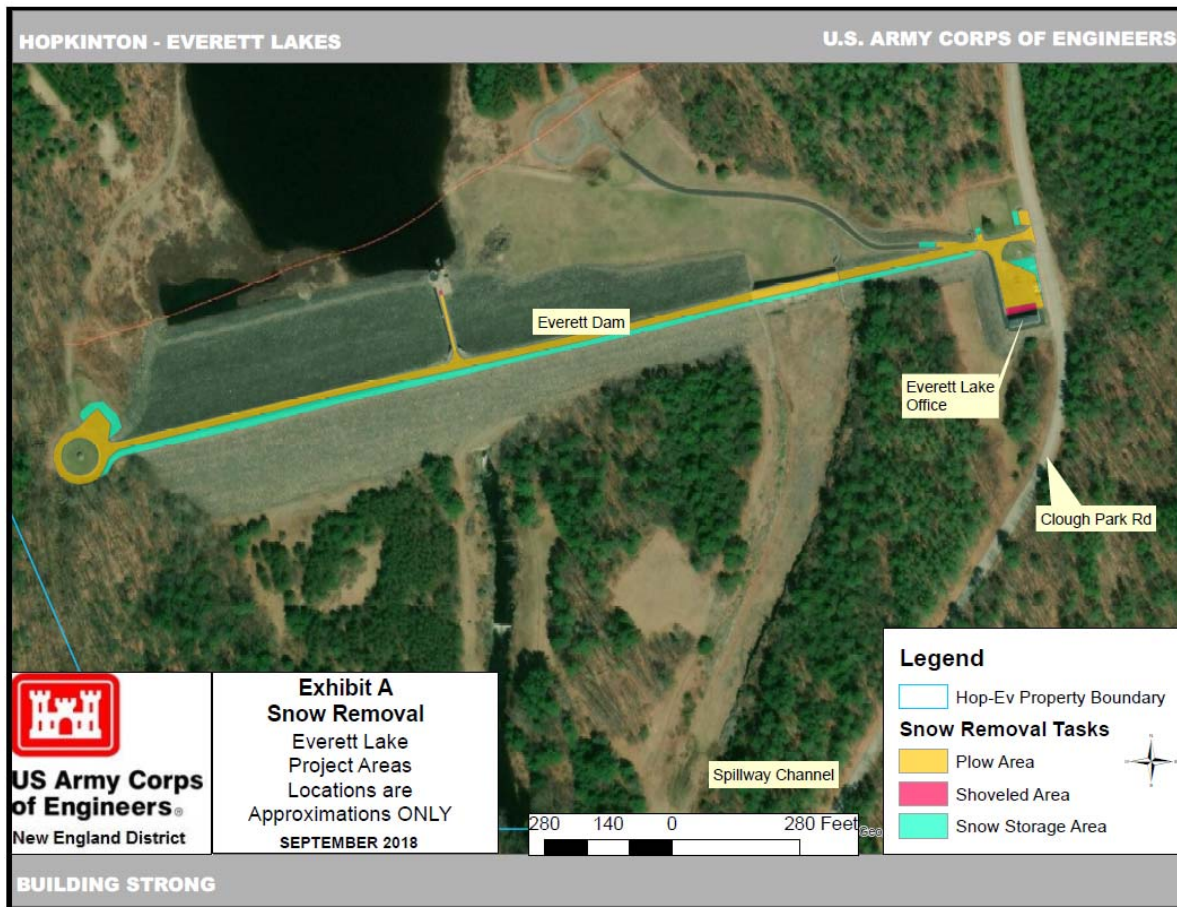 HOPKINTON - EVERETT LAKES
U.S. ARMY CORPS OF ENGINEERS
Everett Dam
Everett Lake
Office
Clough Park Rd
Spillway Channel
US Army Corps
of Engineers®
New England District
Exhibit A
Snow Removal
Everett Lake
Project Areas
Locations are
Approximations ONLY
SEPTEMBER 2018
280 140 0 280 Feet
Geo
Legend
Hop-Ev Property Boundary
Snow Removal Tasks
Plow Area
Shoveled Area
Snow Storage Area
BUILDING STRONG